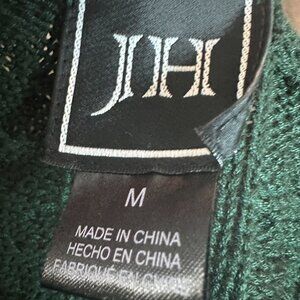 JH
M
MADE IN CHINA
HECHO EN CHINA
FABRIQUÉ EN CHINE